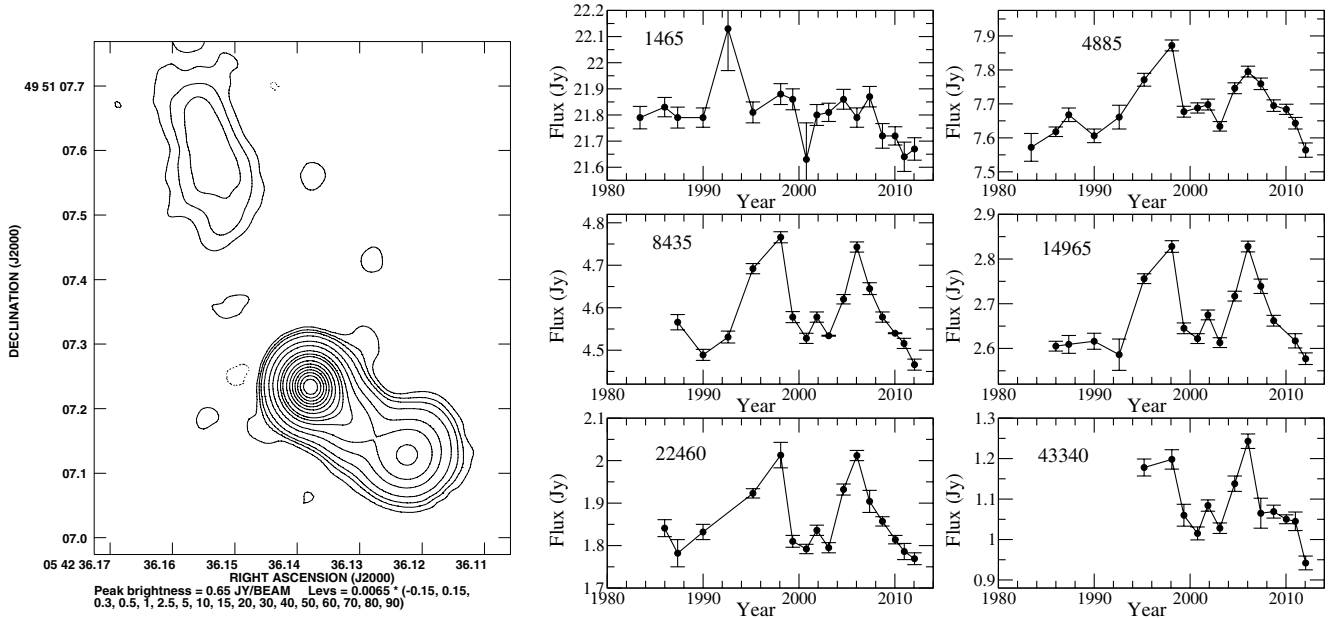 DECLINATION (J2000)
49 51 07.7
07.6
07.5
07.4
07.3
07.2
07.1
07.0
05 42 36.17 36.16 36.15 36.14 36.13 36.12 36.11
RIGHT ASCENSION (J2000)
Peak brightness = 0.65 JY/BEAM Levs = 0.0065 * (-0.15, 0.15,
0.3, 0.5, 1, 2.5, 5, 10, 15, 20, 30, 40, 50, 60, 70, 80, 90)
1465
Flux (Jy)
22.2
22.1
22
21.9
21.8
21.7
21.6
1980 1990 2000 2010
Year
4885
Flux (Jy)
7.9
7.8
7.7
7.6
7.5
1980 1990 2000 2010
Year
8435
Flux (Jy)
4.8
4.7
4.6
4.5
1980 1990 2000 2010
Year
14965
Flux (Jy)
2.9
2.8
2.7
2.6
1980 1990 2000 2010
Year
22460
Flux (Jy)
2.1
2
1.9
1.8
1.7
1980 1990 2000 2010
Year
43340
Flux (Jy)
1.3
1.2
1.1
1
0.9
1980 1990 2000 2010
Year